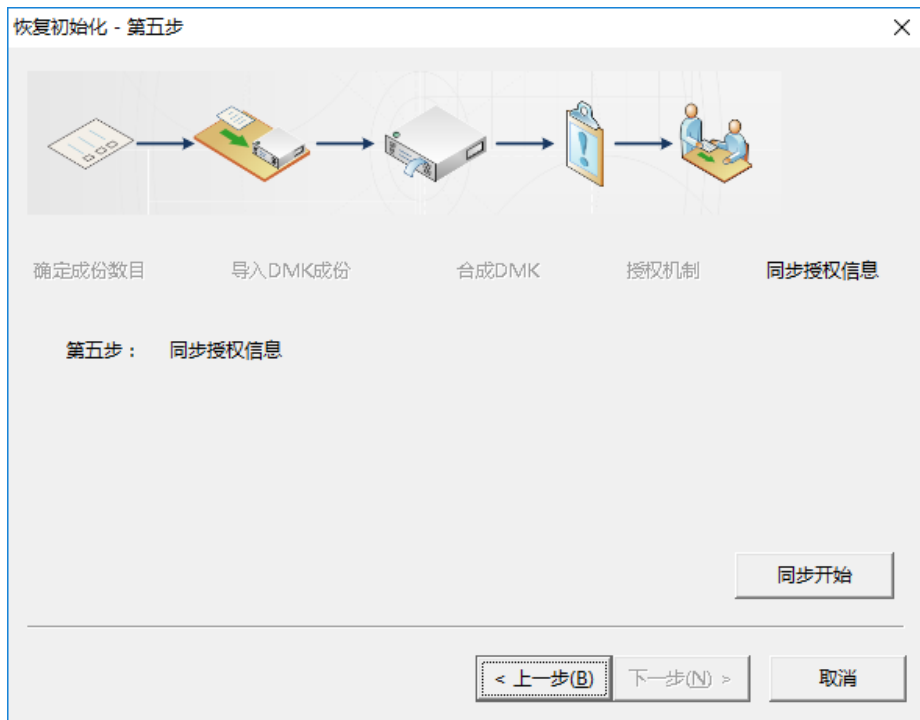 恢复初始化 - 第五步
确定成份数目 导入DMK成份 合成DMK 授权机制 同步授权信息
第五步： 同步授权信息
同步开始
< 上一步(B) 下一步(N) > 取消